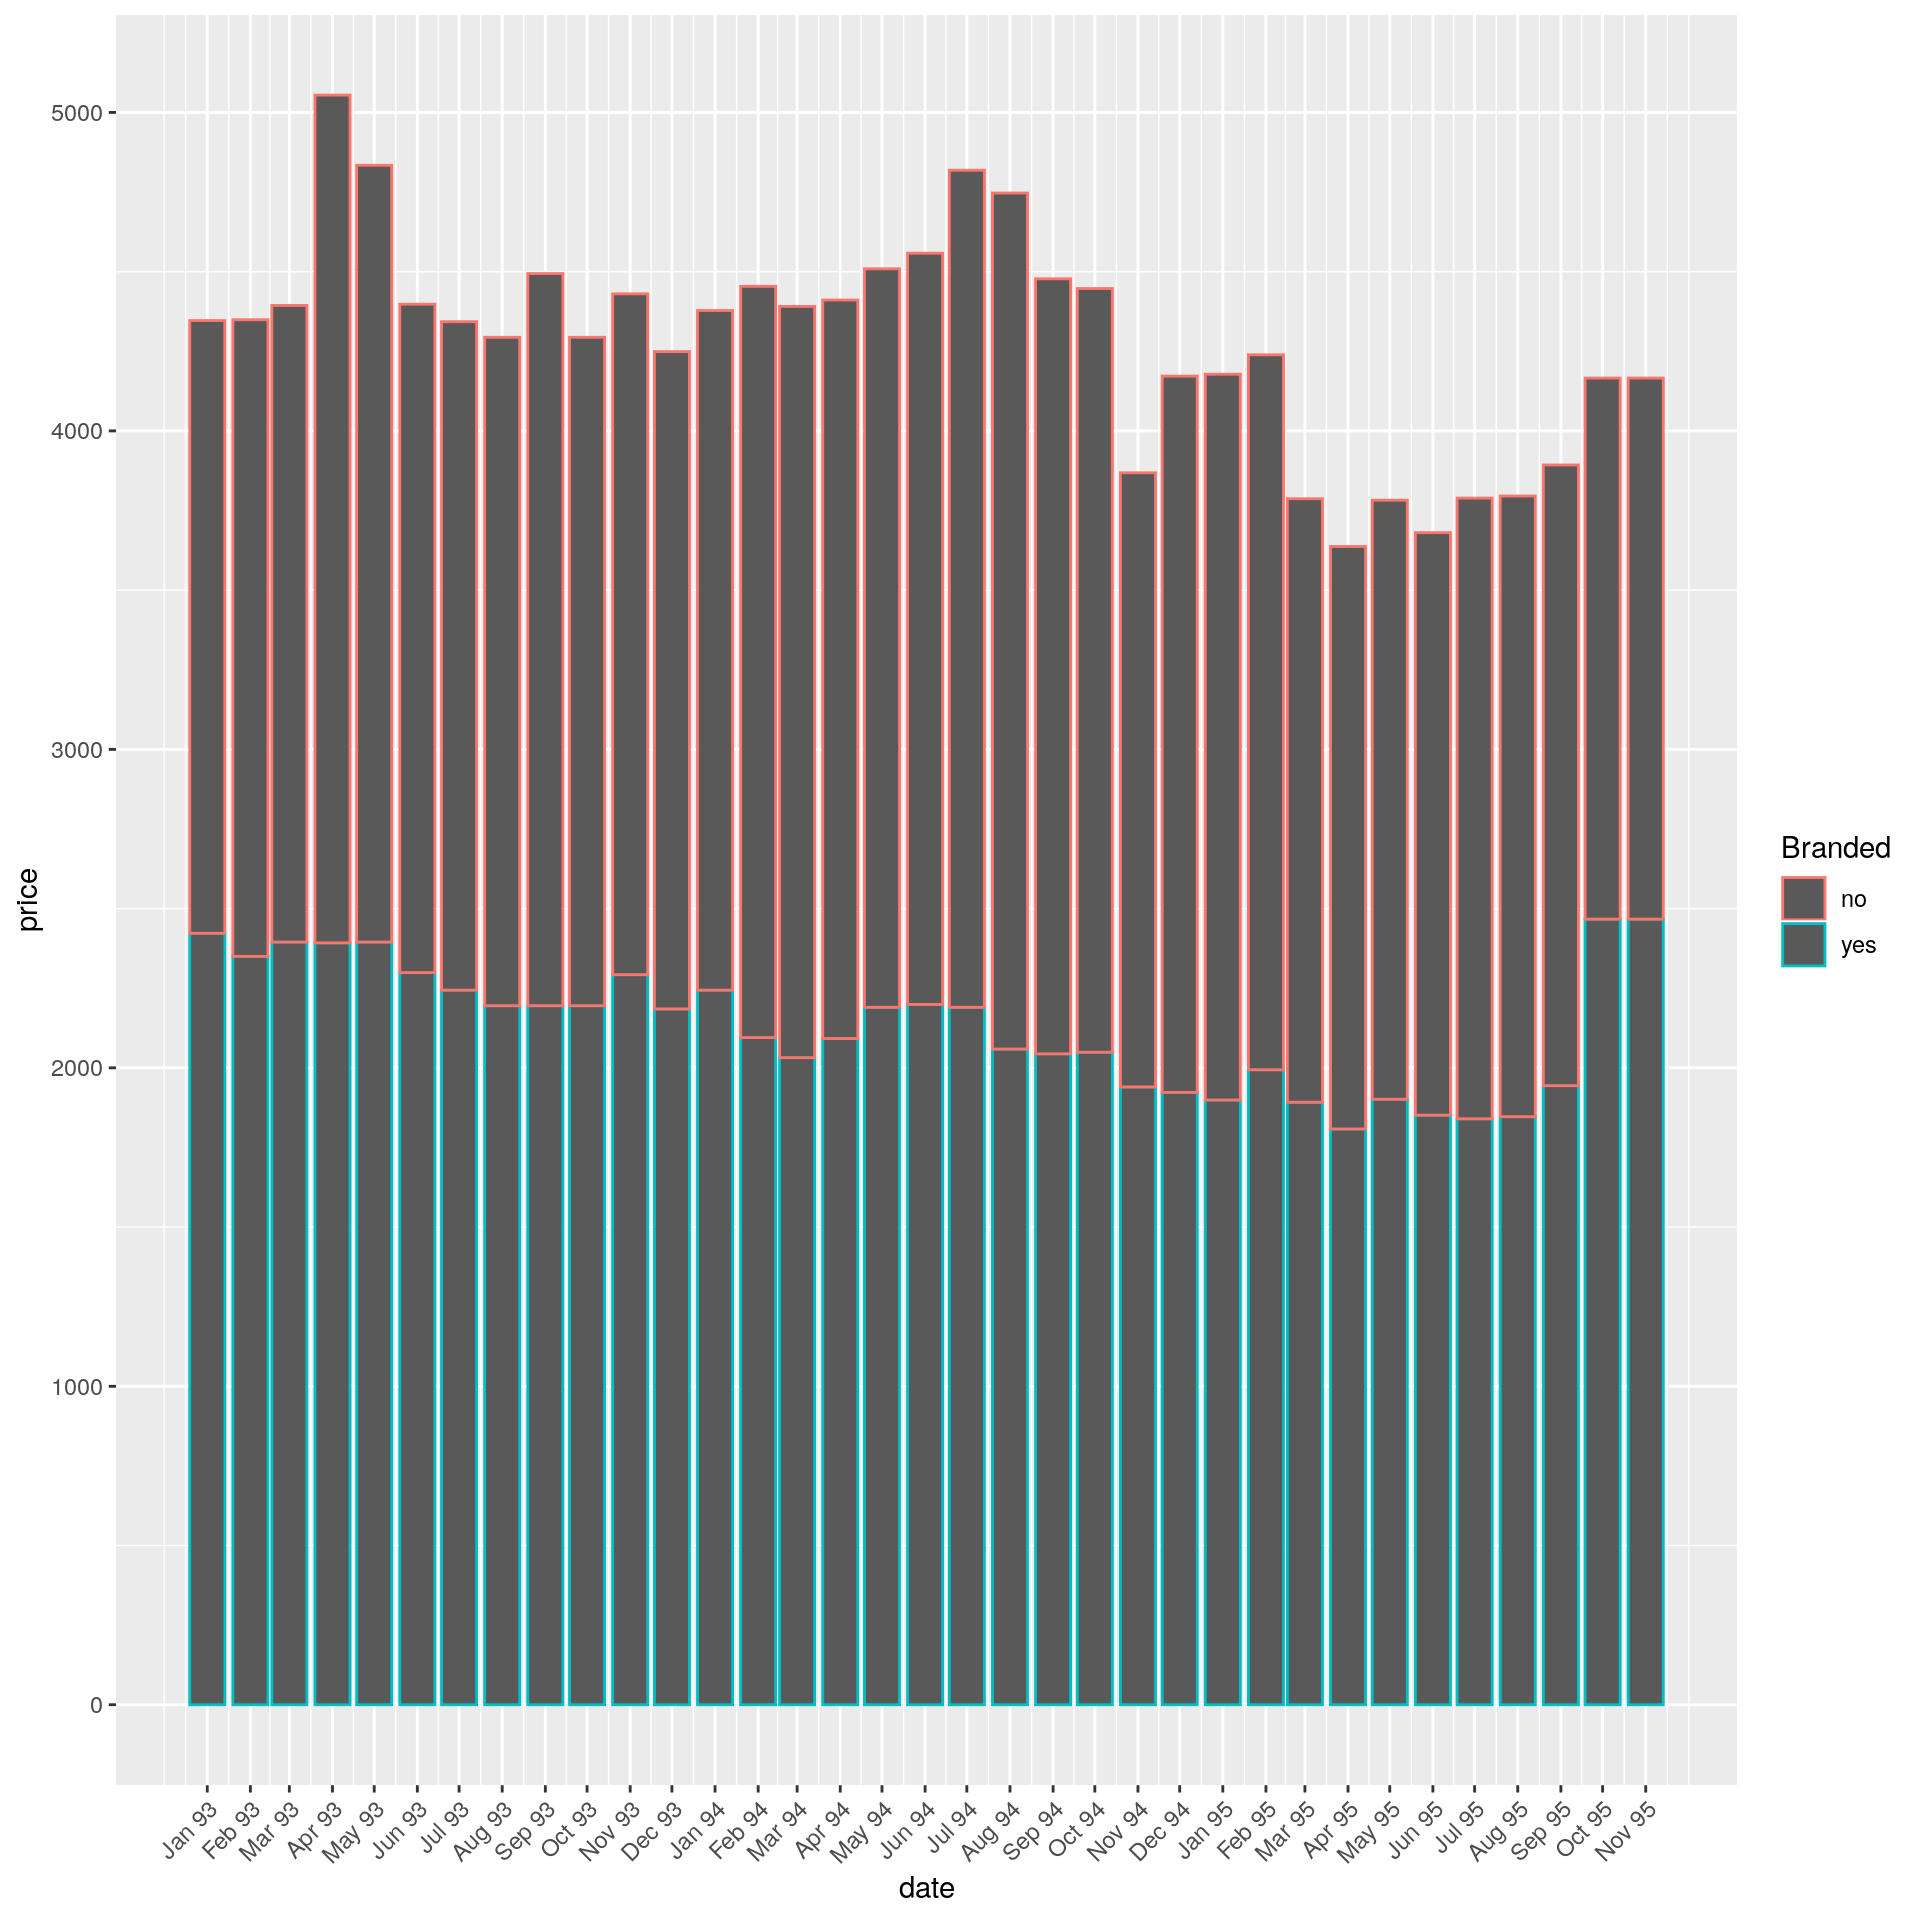 5000
4000
3000
2000
1000
0
price
Jan 93
Feb 93
Mar 93
Apr 93
May 93
Jun 93
Jul 93
Aug 93
Sep 93
Oct 93
Nov 93
Dec 93
Jan 94
Feb 94
Mar 94
Apr 94
May 94
Jun 94
Jul 94
Aug 94
Sep 94
Oct 94
Nov 94
Dec 94
Jan 95
Feb 95
Mar 95
Apr 95
May 95
Jun 95
Jul 95
Aug 95
Sep 95
Oct 95
Nov 95
date
Branded
no
yes